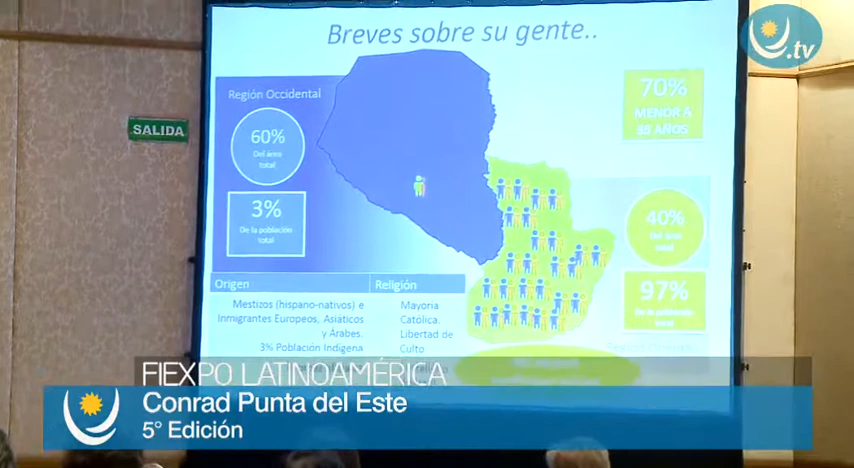 Breves sobre su gente..
.tv
Región Occidental
60%
Del área
total
3%
De la población
total
70%
MENOR A
35 AÑOS
SALIDA
40%
Del área
total
97%
De la población
total
Origen
Mestizos (hispano-nativos) e
Inmigrantes Europeos, Asiáticos
y Árabes.
3% Población Indígena
Religión
Mayoría
Católica.
Libertad de
Culto
FIEXPO LATINOAMÉRICA
Conrad Punta del Este
5° Edición